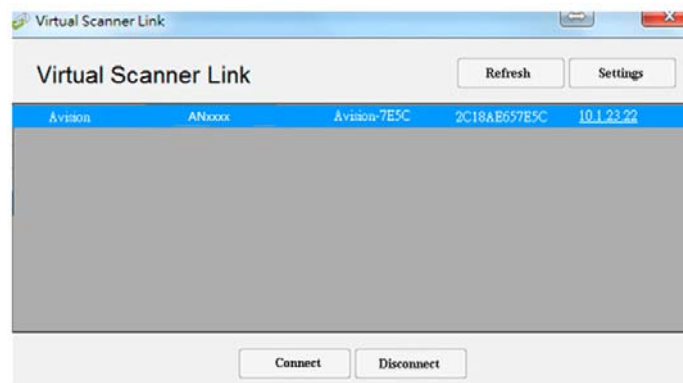 Virtual Scanner Link
Virtual Scanner Link Refresh Settings
Avision ANxxxx Avision-7E5C 2C18AE657E5C 10.1.23.22
Connect Disconnect